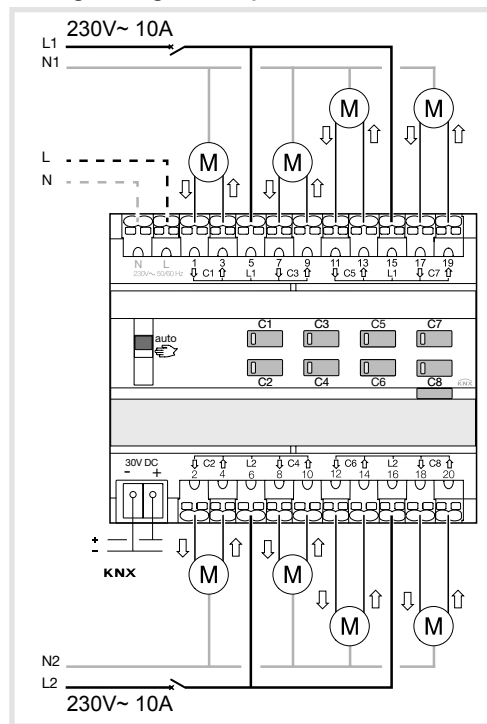 230V~ 10A
L1
N1
M M
M M
L
N
N L 1 3 5 7 9 11 13 15 17 19
230V~ 50/60 Hz C1 L1 C3 C5 L1 C7
auto
C1 C3 C5 C7
C2 C4 C6 C8
KNX
30V DC
- +
C2 L2 C4 C6 L2 C8
2 4 6 8 10 12 14 16 18 20
+
-
KNX
M M
M M
N2
L2
230V~ 10A